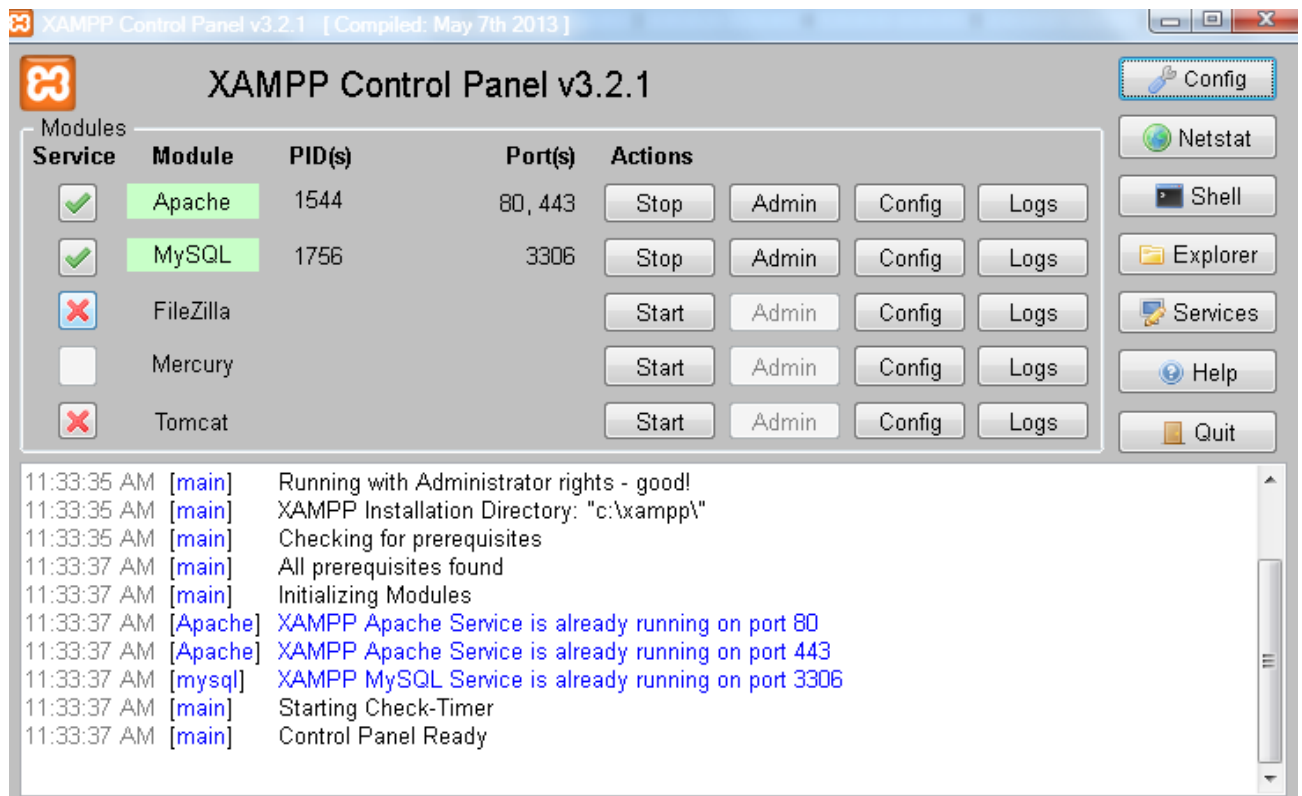 XAMPP Control Panel v3.2.1 [ Compiled: May 7th 2013 ]
XAMPP Control Panel v3.2.1
Config
Modules
Service Module PID(s) Port(s) Actions
Netstat
Apache 1544 80, 443 Stop Admin Config Logs
Shell
MySQL 1756 3306 Stop Admin Config Logs
Explorer
FileZilla Start Admin Config Logs
Services
Mercury Start Admin Config Logs
Help
Tomcat Start Admin Config Logs
Quit
11:33:35 AM [main] Running with Administrator rights - good!
11:33:35 AM [main] XAMPP Installation Directory: "c:\xampp\"
11:33:35 AM [main] Checking for prerequisites
11:33:37 AM [main] All prerequisites found
11:33:37 AM [main] Initializing Modules
11:33:37 AM [Apache] XAMPP Apache Service is already running on port 80
11:33:37 AM [Apache] XAMPP Apache Service is already running on port 443
11:33:37 AM [mysql] XAMPP MySQL Service is already running on port 3306
11:33:37 AM [main] Starting Check-Timer
11:33:37 AM [main] Control Panel Ready